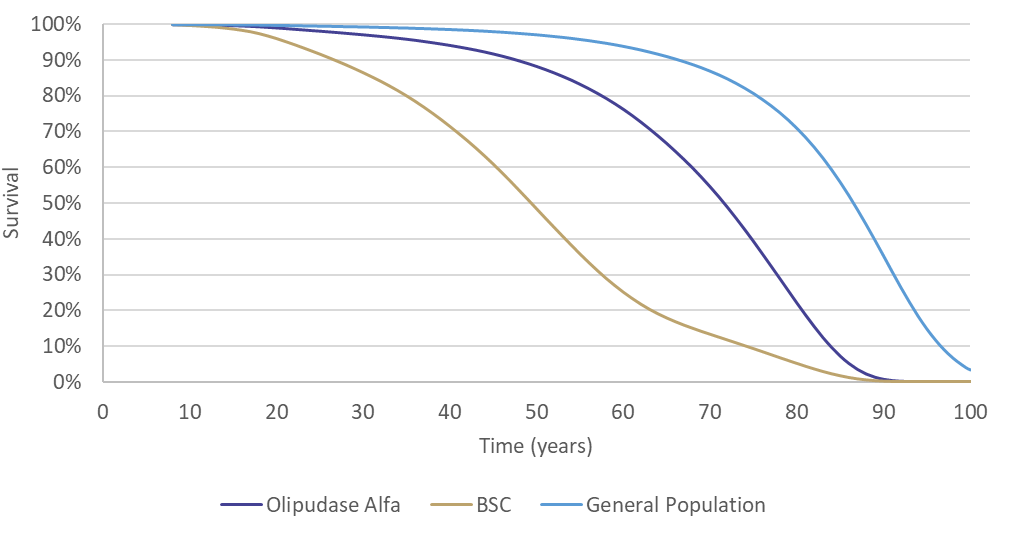 100%
90%
80%
70%
60%
50%
40%
30%
20%
10%
0%
Survival
0 10 20 30 40 50 60 70 80 90 100
Time (years)
Olipudase Alfa BSC General Population